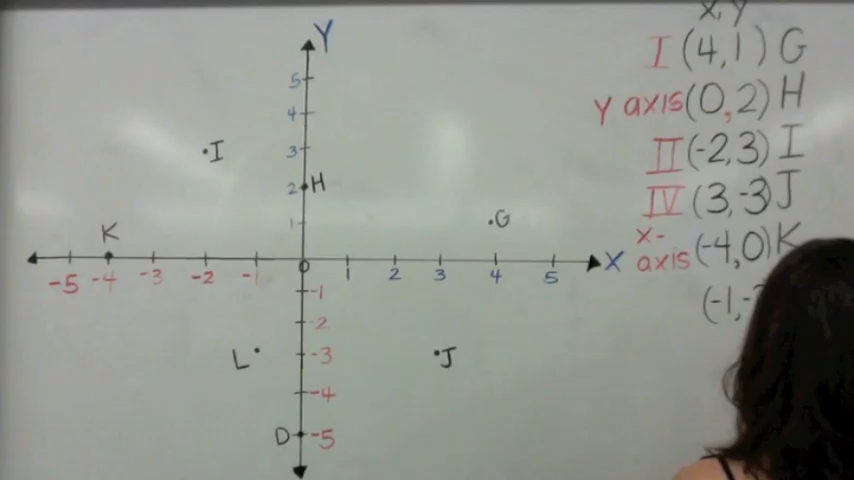 X, Y
I (4,1) G
Y axis (0,2) H
II (-2,3) I
IV (3,-3) J
x-axis (-4,0) K
(-1,-
Y
5
4
3
2
1
I
H
K
G
-5 -4 -3 -2 -1 0 1 2 3 4 5 X
-1
-2
L -3 J
-4
D -5